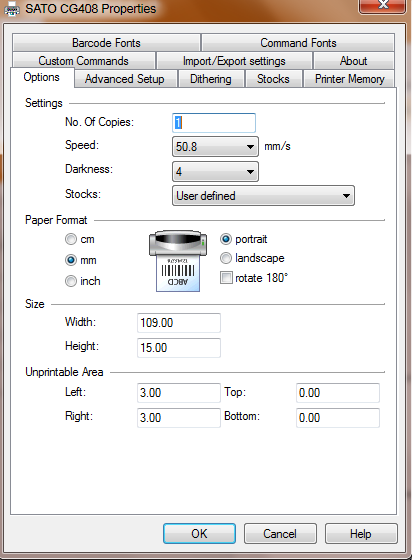 SATO CG408 Properties
Barcode Fonts Command Fonts
Custom Commands Import/Export settings About
Options Advanced Setup Dithering Stocks Printer Memory
Settings
No. Of Copies: 1
Speed: 50.8 mm/s
Darkness: 4
Stocks: User defined
Paper Format
cm portrait
mm landscape
inch rotate 180°
12345678
ABCD
Size
Width: 109.00
Height: 15.00
Unprintable Area
Left: 3.00 Top: 0.00
Right: 3.00 Bottom: 0.00
OK Cancel Help